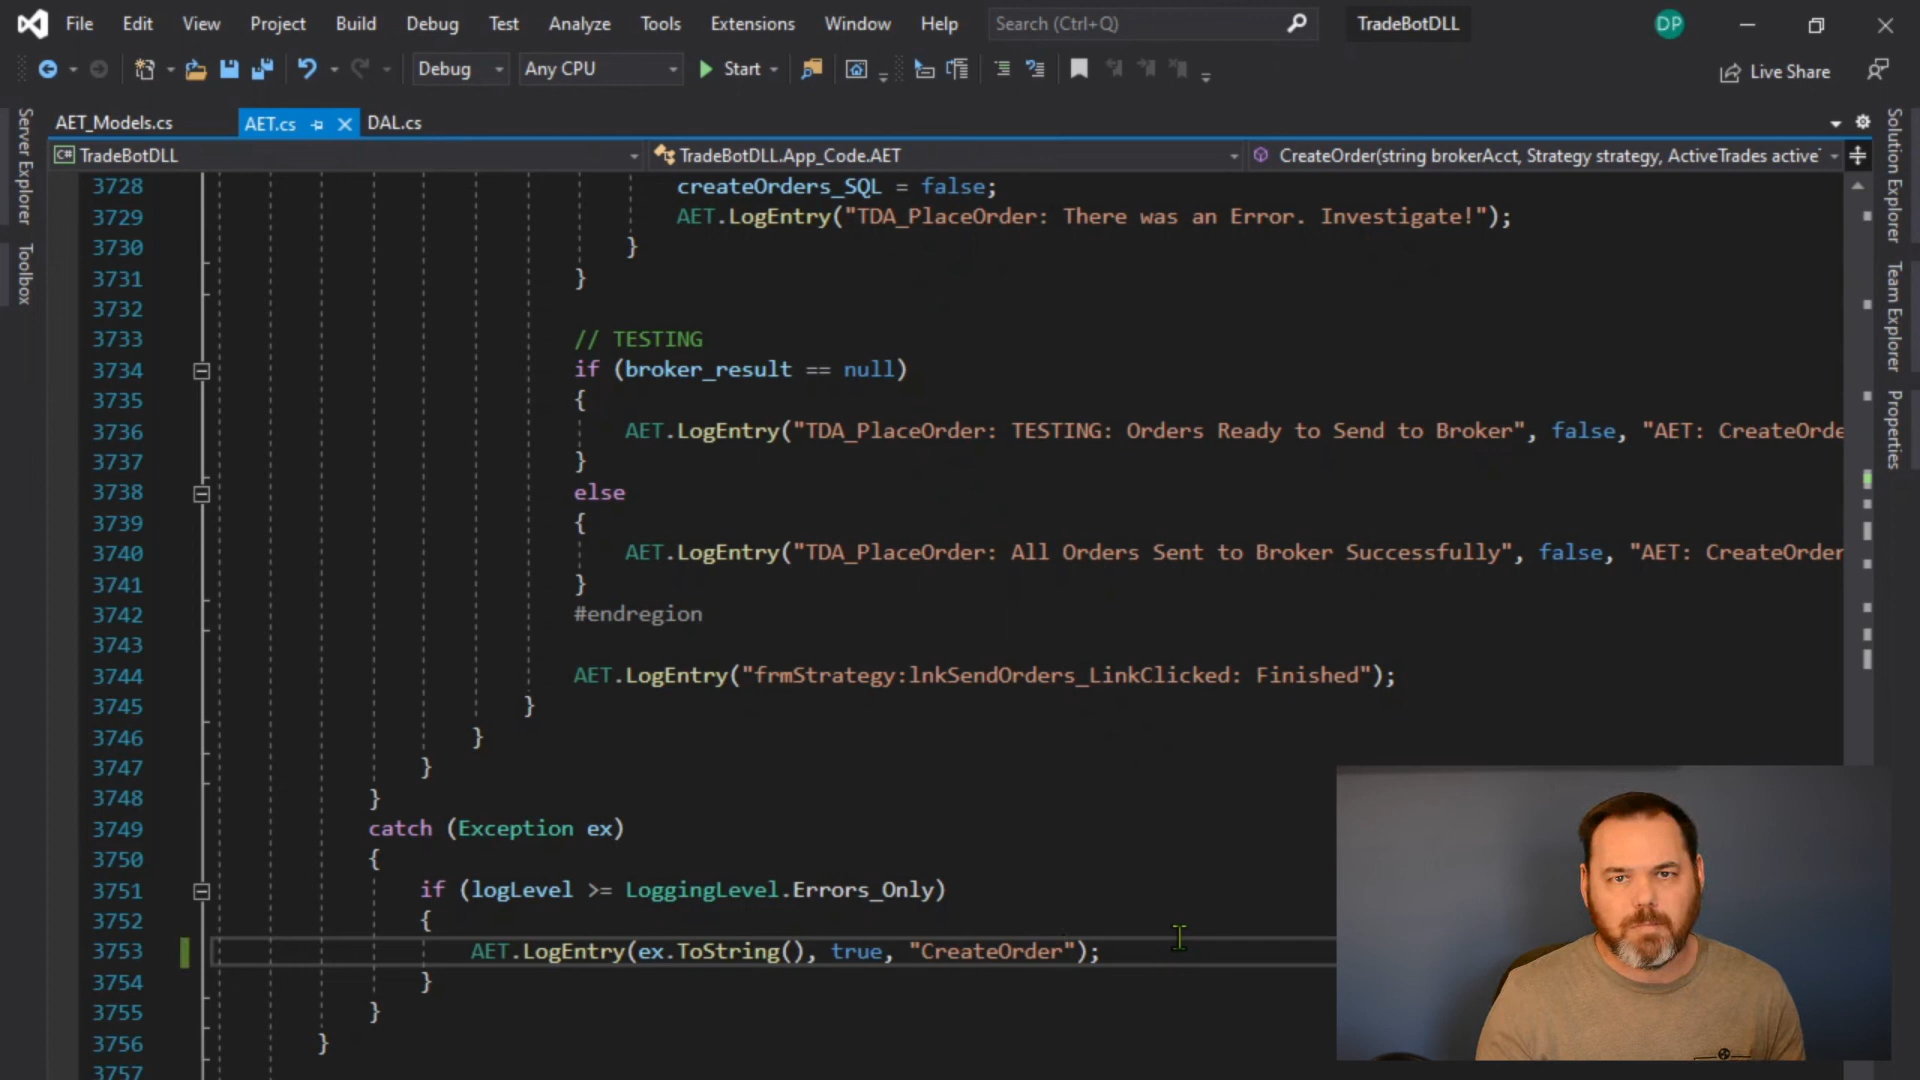 File Edit View Project Build Debug Test Analyze Tools Extensions Window Help Search (Ctrl+Q) TradeBotDLL DP
Debug Any CPU Start Live Share
AET_Models.cs AET.cs DAL.cs
C# TradeBotDLL TradeBotDLL.App_Code.AET CreateOrder(string brokerAcct, Strategy strategy, ActiveTrades active
Server Explorer
Toolbox
Solution Explorer
Team Explorer
Properties
3728 createOrders_SQL = false;
3729 AET.LogEntry("TDA_PlaceOrder: There was an Error. Investigate!");
3730 }
3731 }
3732
3733 // TESTING
3734 if (broker_result == null)
3735 {
3736 AET.LogEntry("TDA_PlaceOrder: TESTING: Orders Ready to Send to Broker", false, "AET: CreateOrde
3737 }
3738 else
3739 {
3740 AET.LogEntry("TDA_PlaceOrder: All Orders Sent to Broker Successfully", false, "AET: CreateOrder
3741 }
3742 #endregion
3743
3744 AET.LogEntry("frmStrategy:lnkSendOrders_LinkClicked: Finished");
3745 }
3746 }
3747 }
3748 }
3749 catch (Exception ex)
3750 {
3751 if (logLevel >= LoggingLevel.Errors_Only)
3752 {
3753 AET.LogEntry(ex.ToString(), true, "CreateOrder");
3754 }
3755 }
3756 }
3757